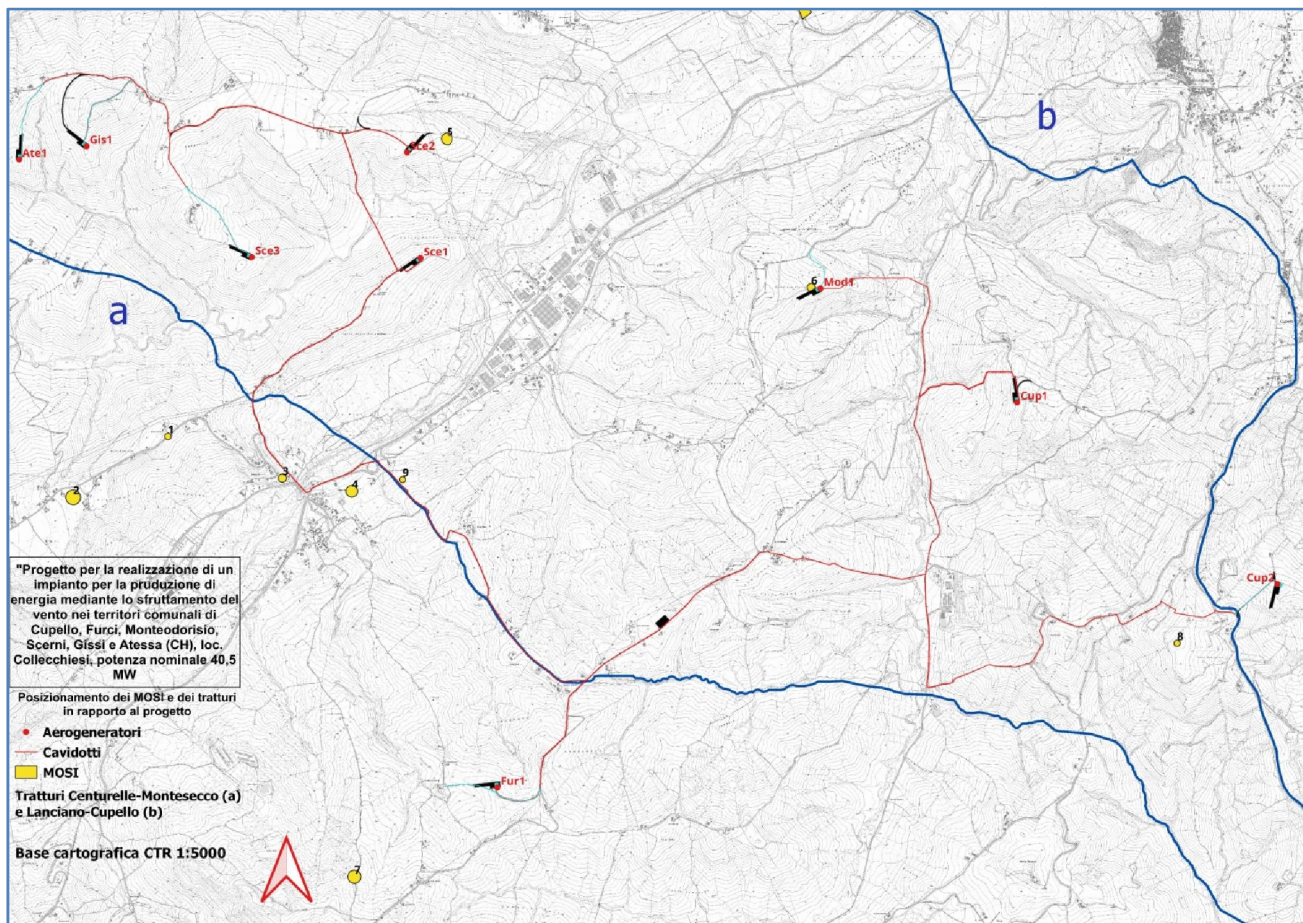 b
5
Gis1
Ate1
Sce2
Sce3
Sce1
a
6
Mod1
Cup1
1
3
9
2
4
"Progetto per la realizzazione di un
impianto per la pruduzione di
energia mediante lo sfruttamento del
vento nei territori comunali di
Cupello, Furci, Monteodorisio,
Scerni, Gissi e Atessa (CH), loc.
Collecchiesi, potenza nominale 40,5
MW
Cup2
8
Posizionamento dei MOSI e dei tratturi
in rapporto al progetto
Aerogeneratori
Cavidotti
MOSI
Tratturi Centurelle-Montesecco (a)
e Lanciano-Cupello (b)
Fur1
Base cartografica CTR 1:5000
7